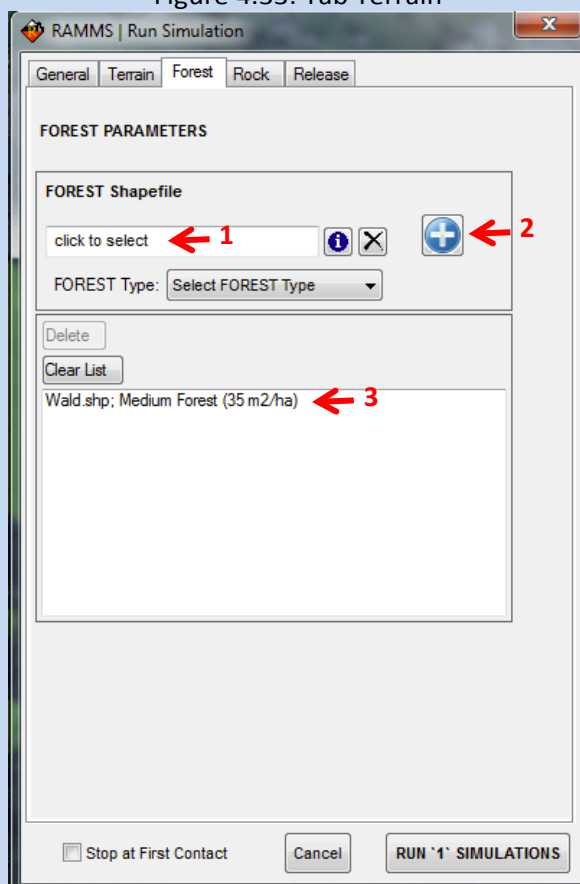 Figure 4.33: Tab Terrain
RAMMS | Run Simulation
General Terrain Forest Rock Release
FOREST PARAMETERS
FOREST Shapefile
click to select 1 2
FOREST Type: Select FOREST Type
Delete
Clear List
Wald.shp; Medium Forest (35 m2/ha) 3
Stop at First Contact Cancel RUN `1` SIMULATIONS